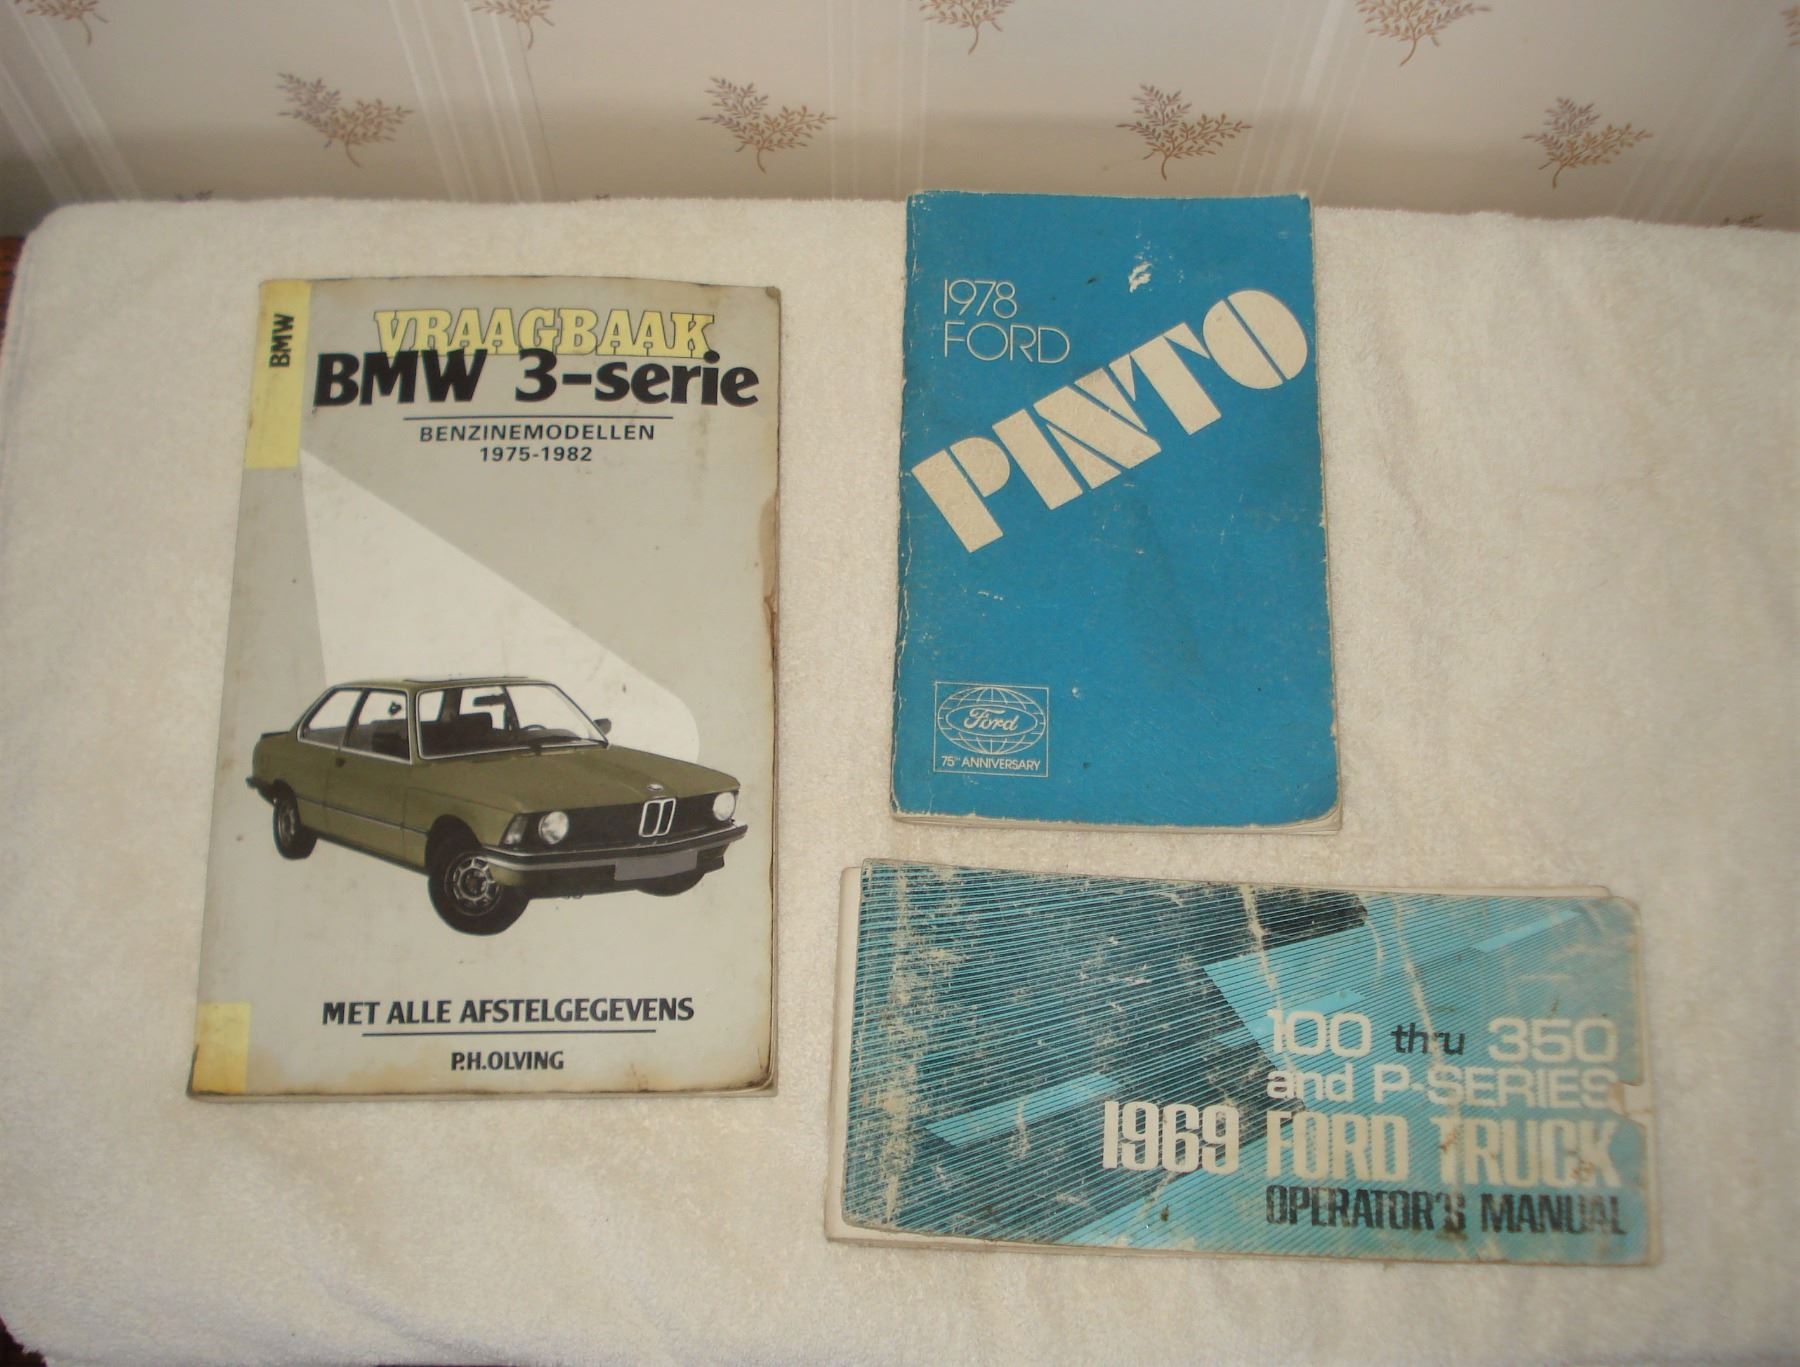 BMW
VRAAGBAAK
BMW 3-serie
BENZINEMODELLEN
1975-1982
MET ALLE AFSTELGEGEVENS
P.H.OLVING
1978
FORD
PINTO
Ford
75TH ANNIVERSARY
100 thru 350
and P-SERIES
1969 FORD TRUCK
OPERATOR'S MANUAL